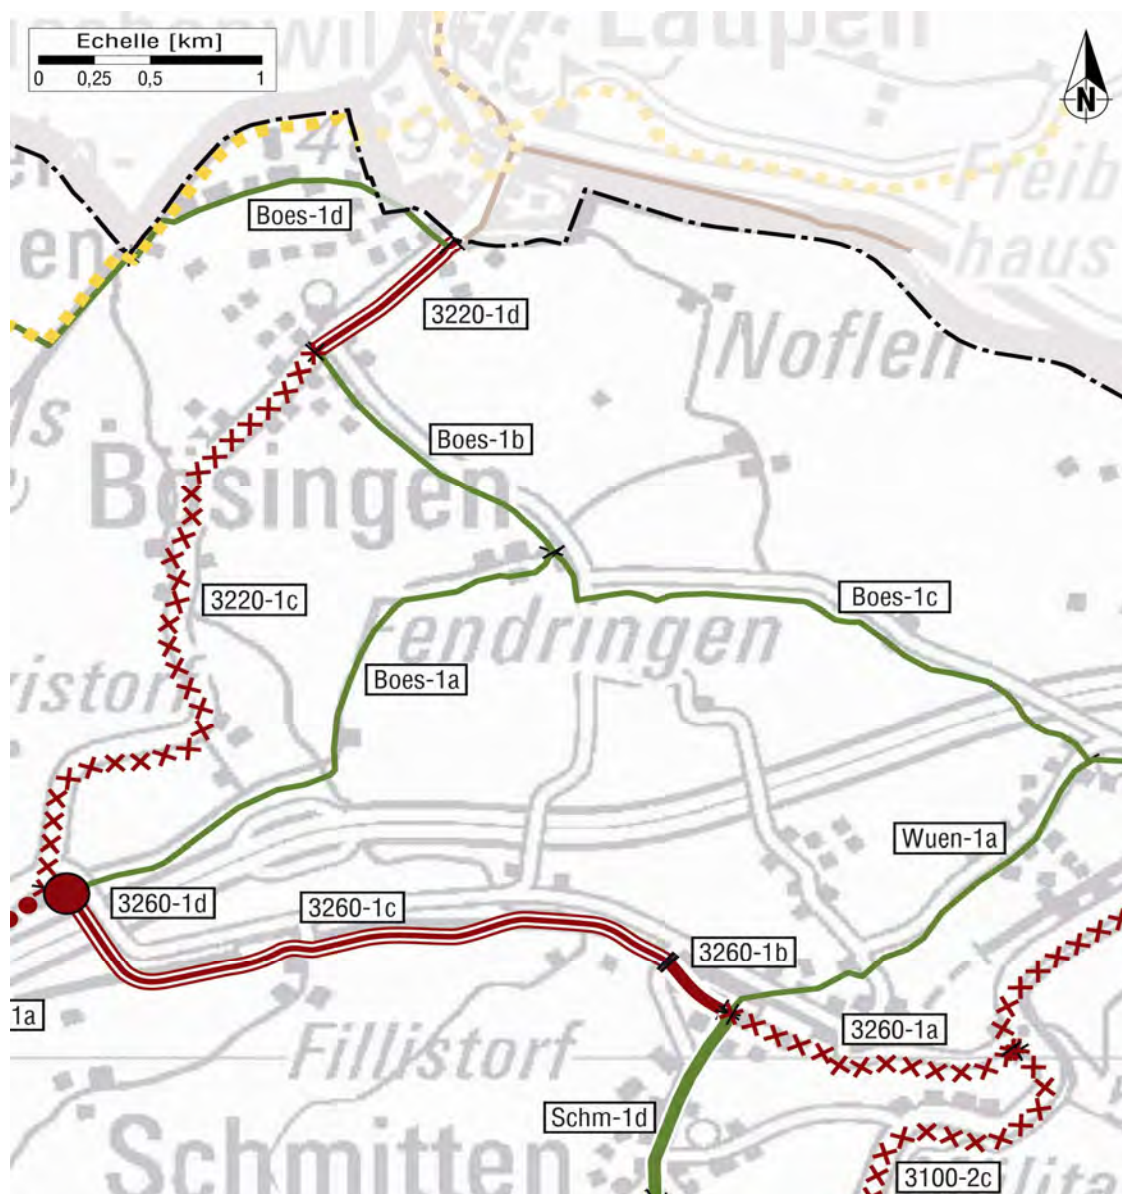 Echelle [km]
0 0,25 0,5 1
N
Laupen
Freib
haus
Boes-1d
en
3220-1d
Noflen
s
Boes-1b
Bösingen
3220-1c
Boes-1c
Fendringen
Boes-1a
ristorf
Wuen-1a
3260-1d
3260-1c
3260-1b
1a
3260-1a
Fillistorf
Schm-1d
Schmitten
3100-2c